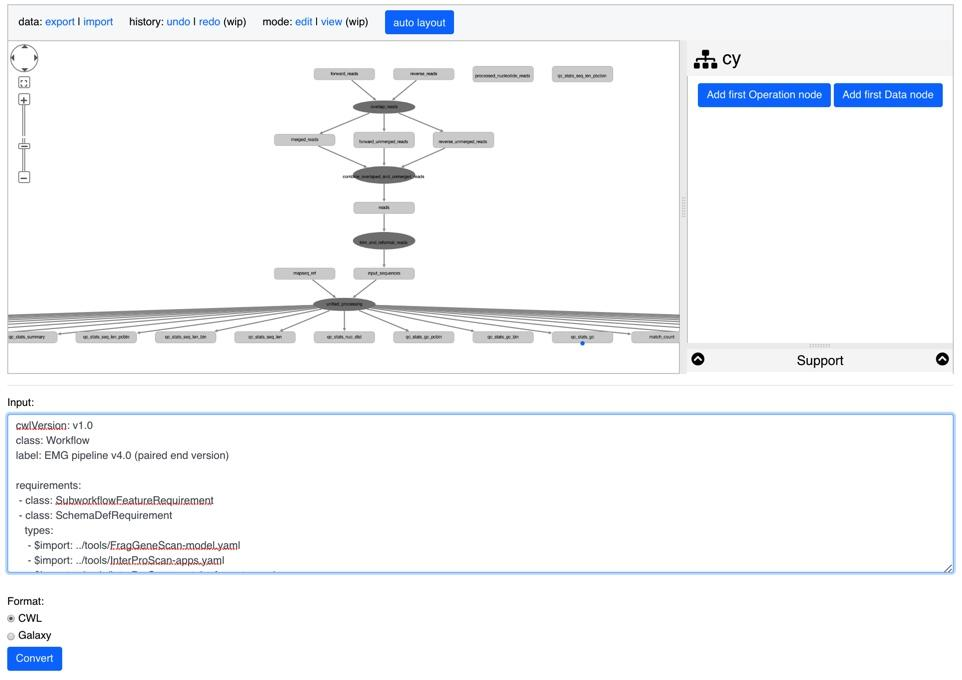 data: export | import history: undo | redo (wip) mode: edit | view (wip) auto layout
cy
Add first Operation node Add first Data node
forward_reads reverse_reads processed_nucleotide_reads qc_stats_seq_len_pbcbin
overlap_reads
merged_reads forward_unmerged_reads reverse_unmerged_reads
reads
trim_and_reformat_reads
mapseq_ref input_sequences
unified_processing
qc_stats_summary qc_stats_seq_len_pcbin qc_stats_seq_len_bin qc_stats_seq_len qc_stats_nuc_dist qc_stats_gc_pcbin qc_stats_gc_bin qc_stats_gc match_count
Support
Input:
cwlVersion: v1.0
class: Workflow
label: EMG pipeline v4.0 (paired end version)
requirements:
- class: SubworkflowFeatureRequirement
- class: SchemaDefRequirement
types:
- $import: ../tools/FragGeneScan-model.yaml
- $import: ../tools/InterProScan-apps.yaml
Format:
CWL
Galaxy
Convert